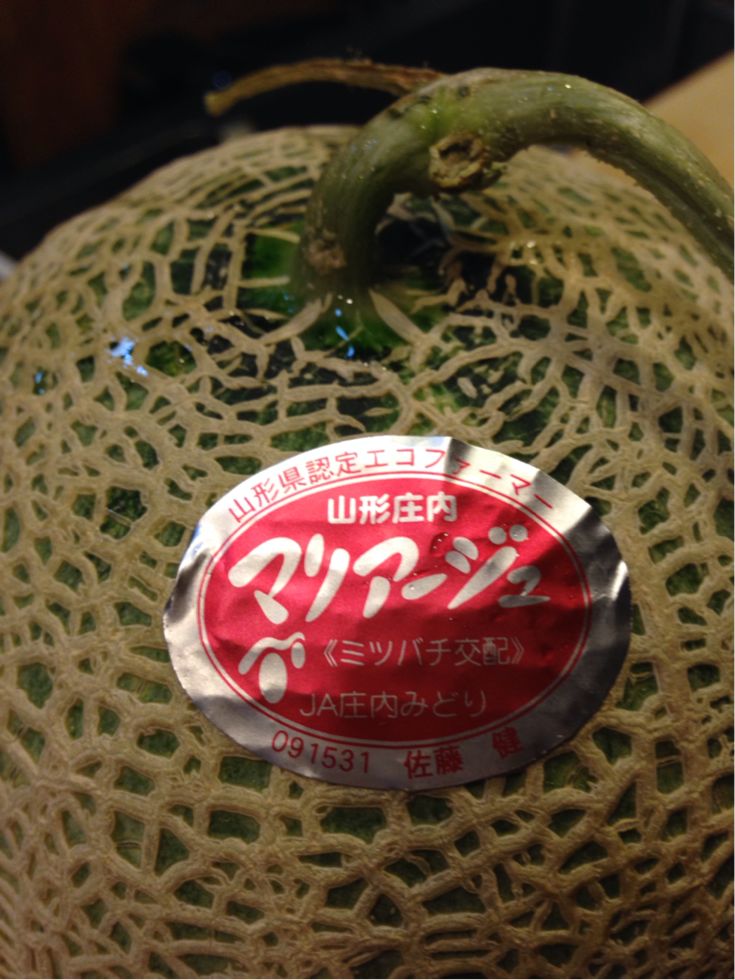 山形県認定エコファーマー
山形庄内
マリアージュ
《ミツバチ交配》
JA庄内みどり
091531 佐藤 健